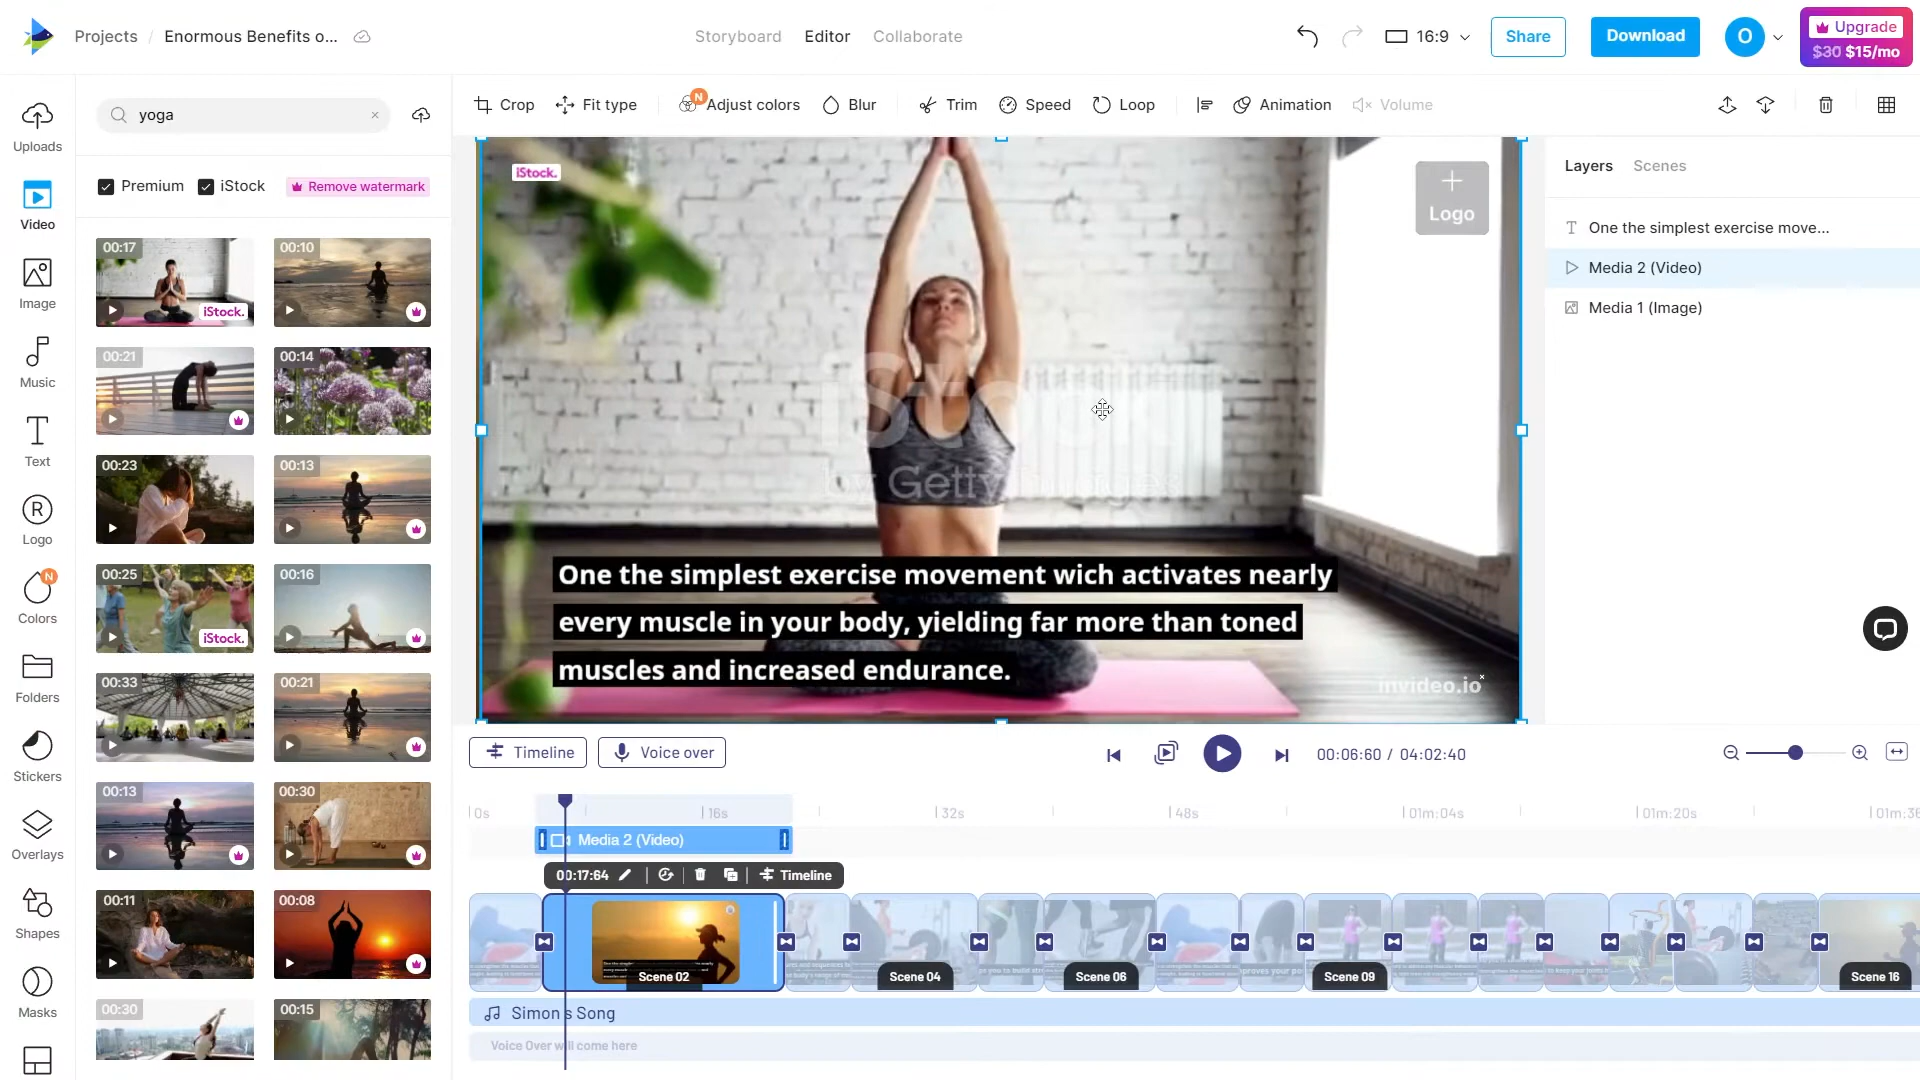 Projects / Enormous Benefits o...
Storyboard Editor Collaborate
16:9 Share Download O
Upgrade
$30 $15/mo
Uploads
Video
Image
Music
Text
Logo
Colors
Folders
Stickers
Overlays
Shapes
Masks
N
R
N
yoga
Premium iStock Remove watermark
00:17 iStock.
00:10
00:21
00:14
00:23
00:13
00:25 iStock.
00:16
00:33
00:21
00:13
00:30
00:11
00:08
00:30
00:15
Crop Fit type Adjust colors Blur Trim Speed Loop Animation Volume
iStock.
+
Logo
iStock
by Getty Images
One the simplest exercise movement wich activates nearly
every muscle in your body, yielding far more than toned
muscles and increased endurance.
invideo.io
Layers Scenes
One the simplest exercise move...
Media 2 (Video)
Media 1 (Image)
Timeline Voice over 00:06:60 / 04:02:40
0s 16s 32s 48s 01m:04s 01m:20s 01m:36
Media 2 (Video)
00:17:64 Timeline
Scene 02 Scene 04 Scene 06 Scene 09 Scene 16
Simon's Song
Voice Over will come here